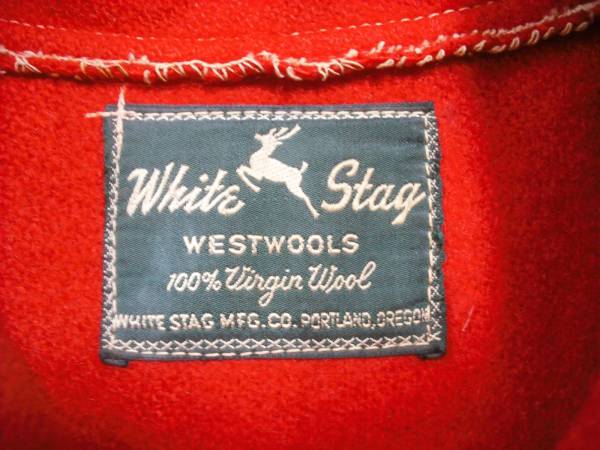 White Stag
WESTWOOLS
100% Virgin Wool
WHITE STAG MFG. CO. PORTLAND, OREGON